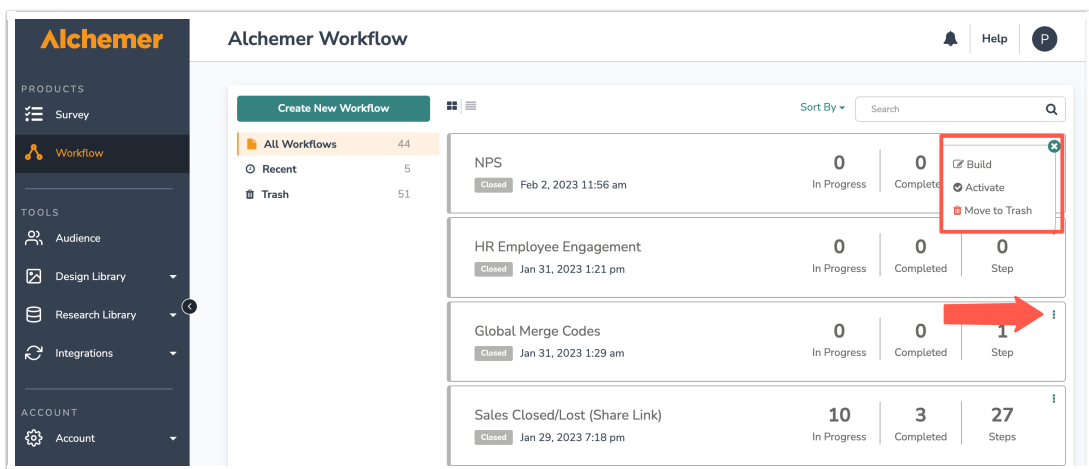 Alchemer
Alchemer Workflow
Help
P
PRODUCTS
Survey
Workflow
TOOLS
Audience
Design Library
Research Library
Integrations
ACCOUNT
Account
Create New Workflow
All Workflows 44
Recent 5
Trash 51
Sort By
Search
NPS
Closed Feb 2, 2023 11:56 am
0
In Progress
0
Complete
Build
Activate
Move to Trash
HR Employee Engagement
Closed Jan 31, 2023 1:21 pm
0
In Progress
0
Completed
0
Step
Global Merge Codes
Closed Jan 31, 2023 1:29 am
0
In Progress
0
Completed
1
Step
Sales Closed/Lost (Share Link)
Closed Jan 29, 2023 7:18 pm
10
In Progress
3
Completed
27
Steps